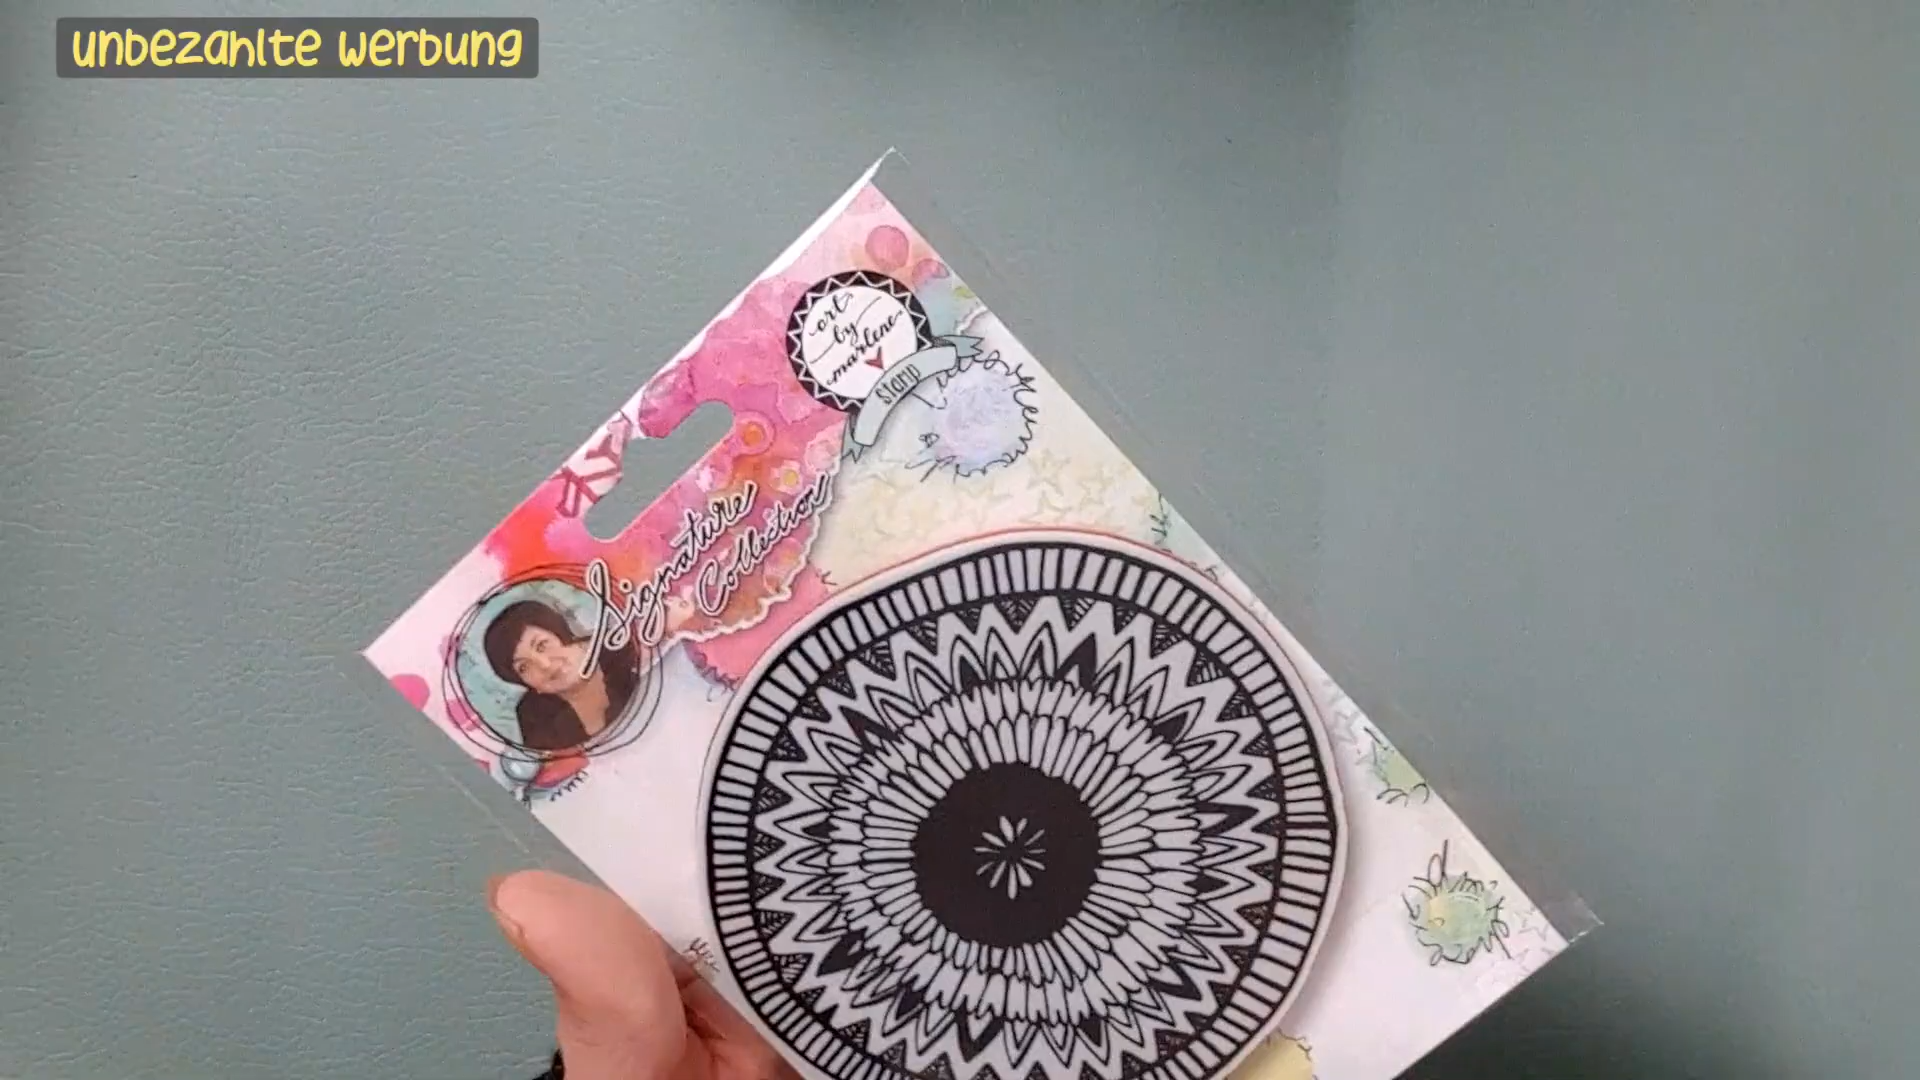 unbezahlte werbung
art
by
marlene
stamp
Signature
Collection